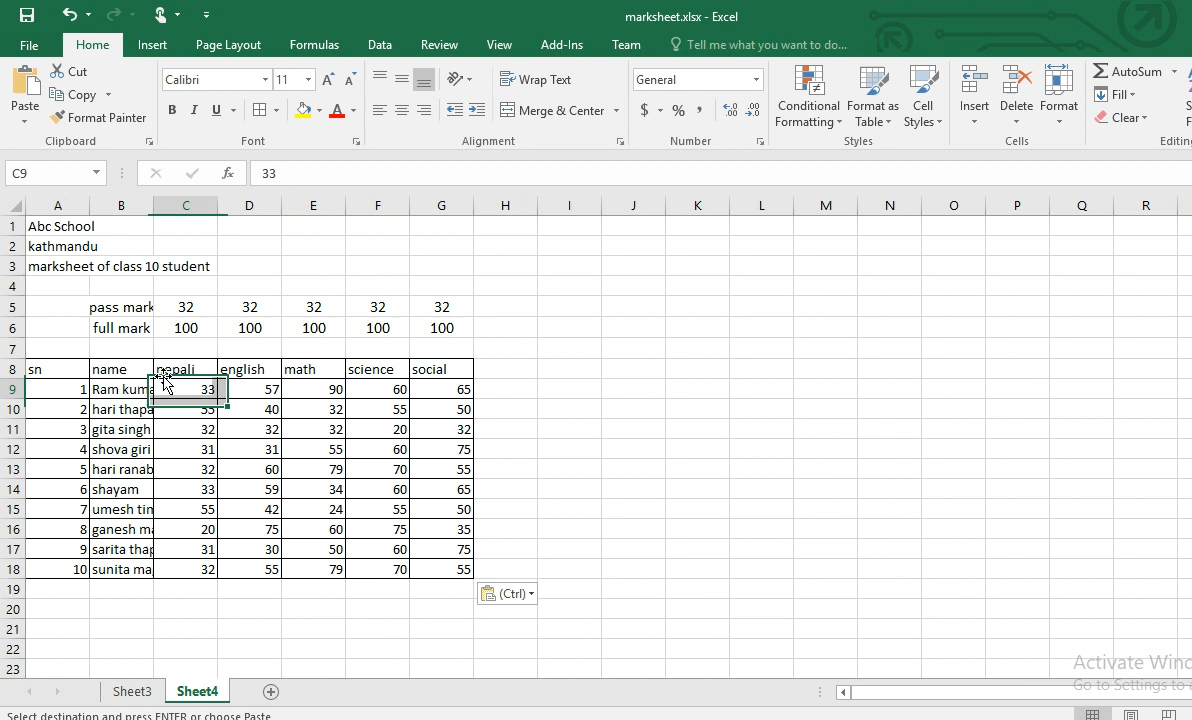 marksheet.xlsx - Excel
File Home Insert Page Layout Formulas Data Review View Add-Ins Team Tell me what you want to do...
Paste Cut Copy Format Painter
Calibri 11 B I U A
Wrap Text
Merge & Center
General
$ % ,
Conditional Formatting Format as Table Cell Styles
Insert Delete Format
AutoSum
Fill
Clear
Clipboard Font Alignment Number Styles Cells
C9 fx 33
A B C D E F G H I J K L M N O P Q R
1 Abc School
2 kathmandu
3 marksheet of class 10 student
4
5 pass mark 32 32 32 32 32
6 full mark 100 100 100 100 100
7
8 sn name nepali english math science social
9 1 Ram kuma 33 57 90 60 65
10 2 hari thapa 55 40 32 55 50
11 3 gita singh 32 32 32 20 32
12 4 shova giri 31 31 55 60 75
13 5 hari ranab 32 60 79 70 55
14 6 shayam 33 59 34 60 65
15 7 umesh tim 55 42 24 55 50
16 8 ganesh ma 20 75 60 75 35
17 9 sarita thap 31 30 50 60 75
18 10 sunita ma 32 55 79 70 55
19 (Ctrl)
20
21
22
23
Activate Winc
Go to Settings to a
Sheet3 Sheet4
Select destination and press ENTER or choose Paste